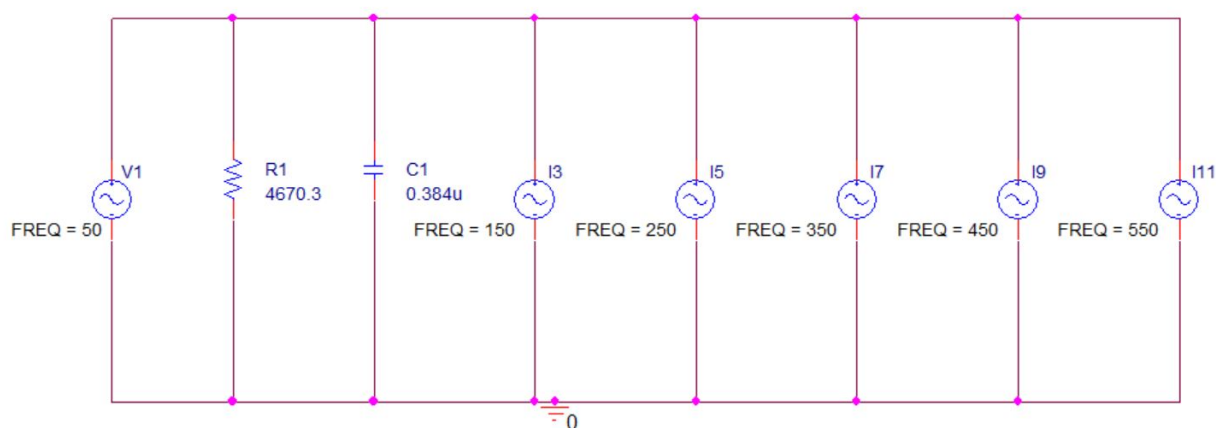 V1
FREQ = 50
R1
4670.3
C1
0.384u
I3
FREQ = 150
I5
FREQ = 250
I7
FREQ = 350
I9
FREQ = 450
I11
FREQ = 550
0